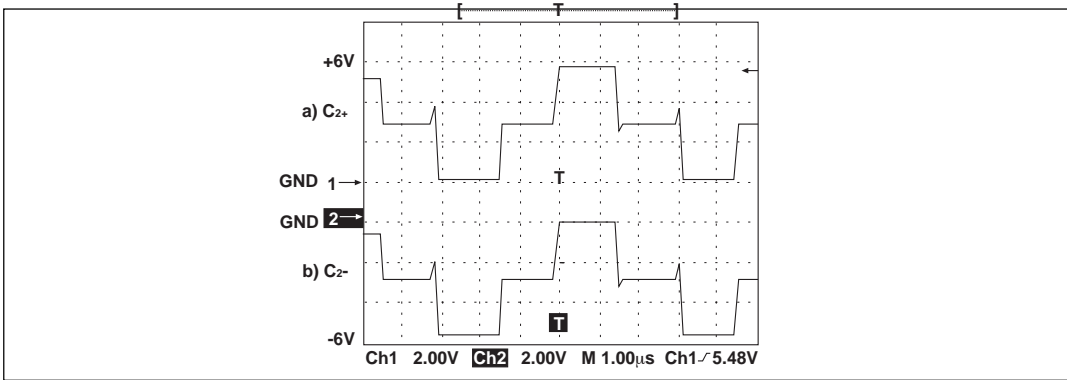 [ T ]
+6V
a) C2+
GND 1
T
GND 2
b) C2-
T
-6V
Ch1 2.00V Ch2 2.00V M 1.00µs Ch1 5.48V